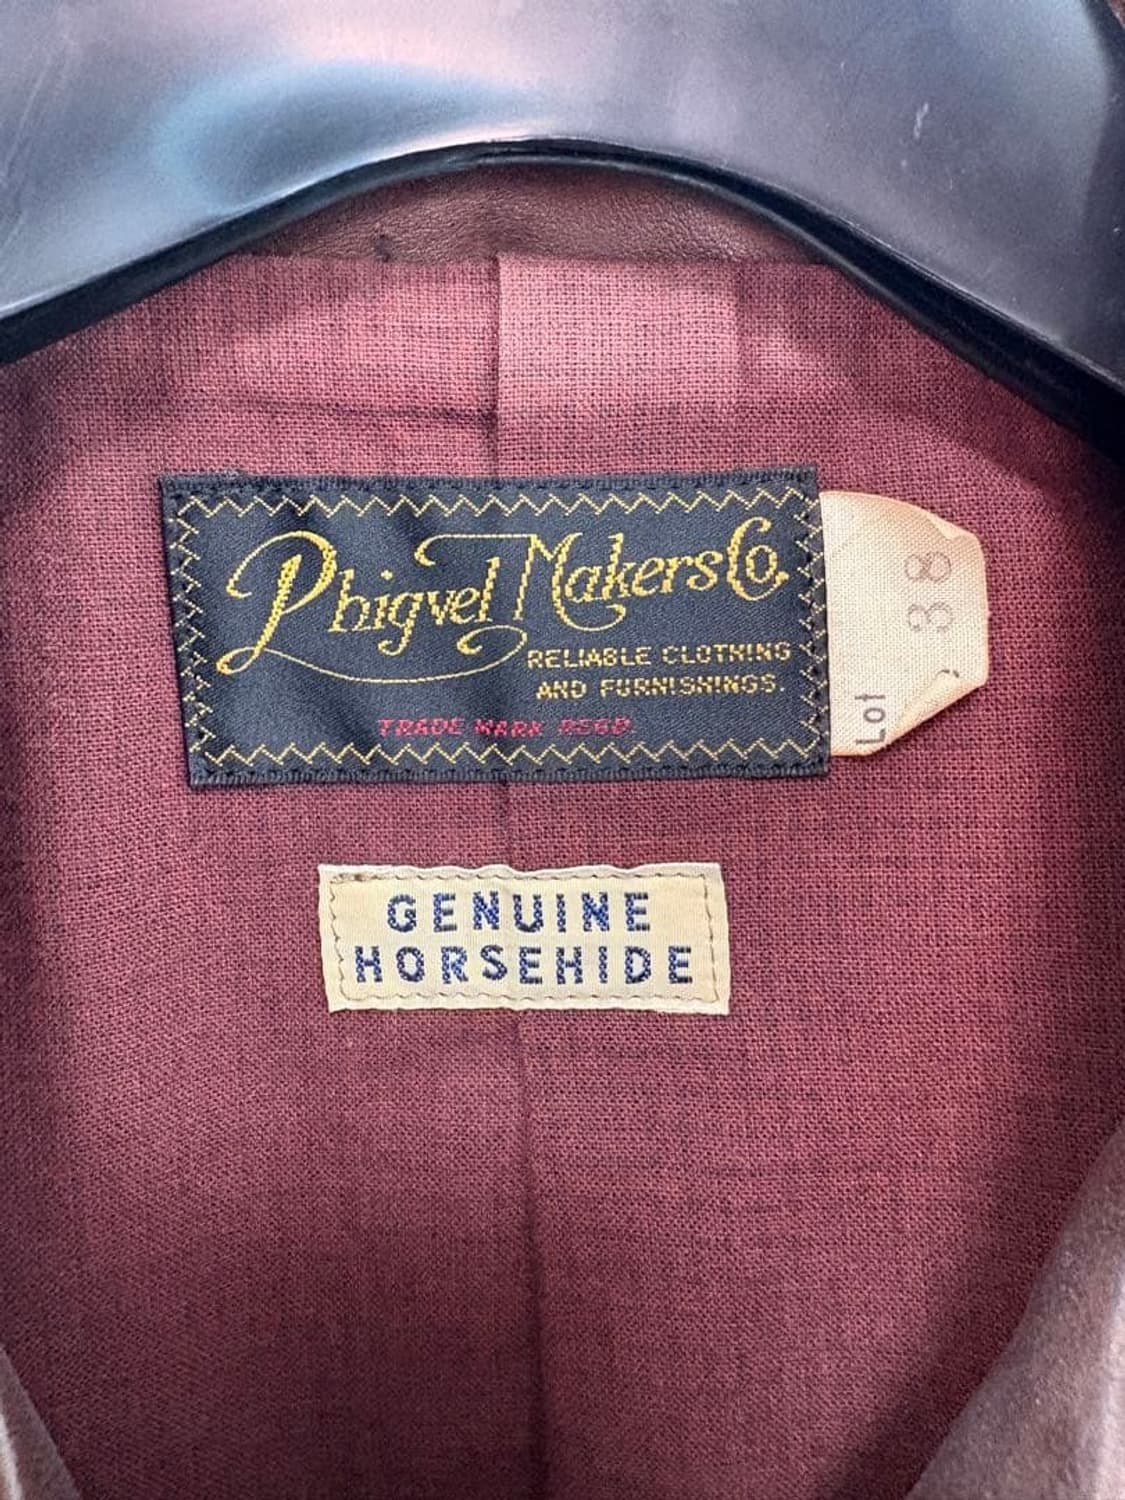 Phigvel Makers Co.
RELIABLE CLOTHING
AND FURNISHINGS.
TRADE MARK REGD.
Lot
38
GENUINE
HORSEHIDE